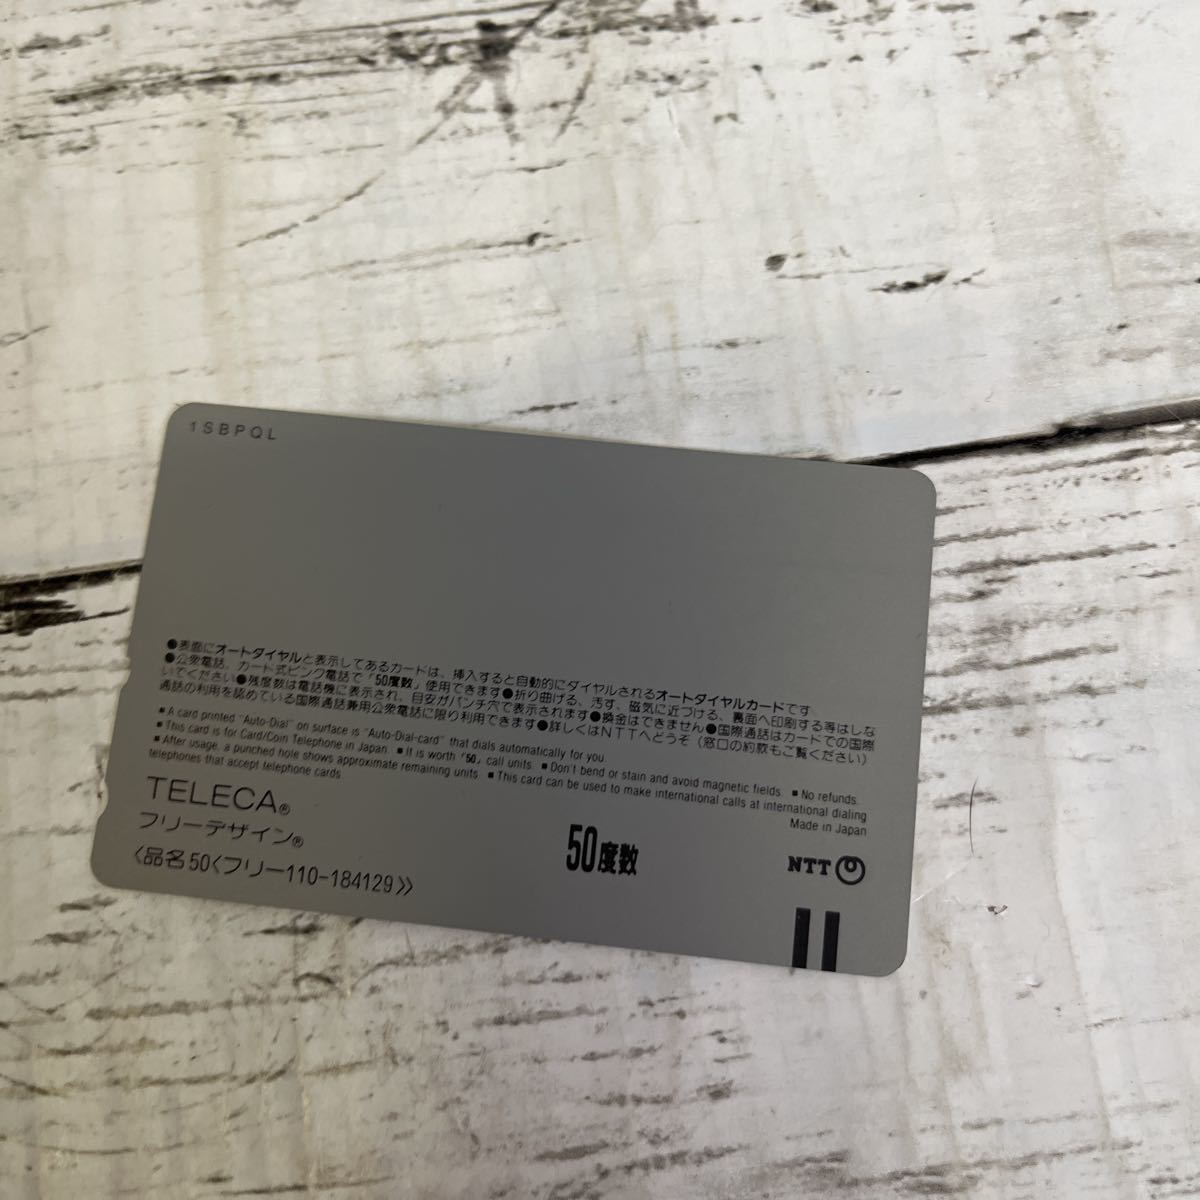 1SBPQL
●表面にオートダイヤルと表示してあるカードは、挿入すると自動的にダイヤルされるオートダイヤルカードです
●公衆電話、カード式ピンク電話で「50度数」使用できます●折り曲げる、汚す、磁気に近づける、裏面へ印刷する等はしな
いでください●残度数は電話機に表示され、目安がパンチ穴で表示されます●換金はできません●国際通話はカードでの国際
通話の利用を認めている国際通話兼用公衆電話に限り利用できます●詳しくはNTTへどうぞ(窓口の約款もご覧ください)
■ A card printed "Auto-Dial" on surface is "Auto-Dial-card" that dials automatically for you.
■ This card is for Card/Coin Telephone in Japan. ■ It is worth「50」call units. ■ Don't bend or stain and avoid magnetic fields. ■ No refunds.
■ After usage, a punched hole shows approximate remaining units. ■ This card can be used to make international calls at international dialing
telephones that accept telephone cards.
Made in Japan
TELECA®
フリーデザイン®
〈品名50〈フリー110-184129〉〉
50度数
NTT